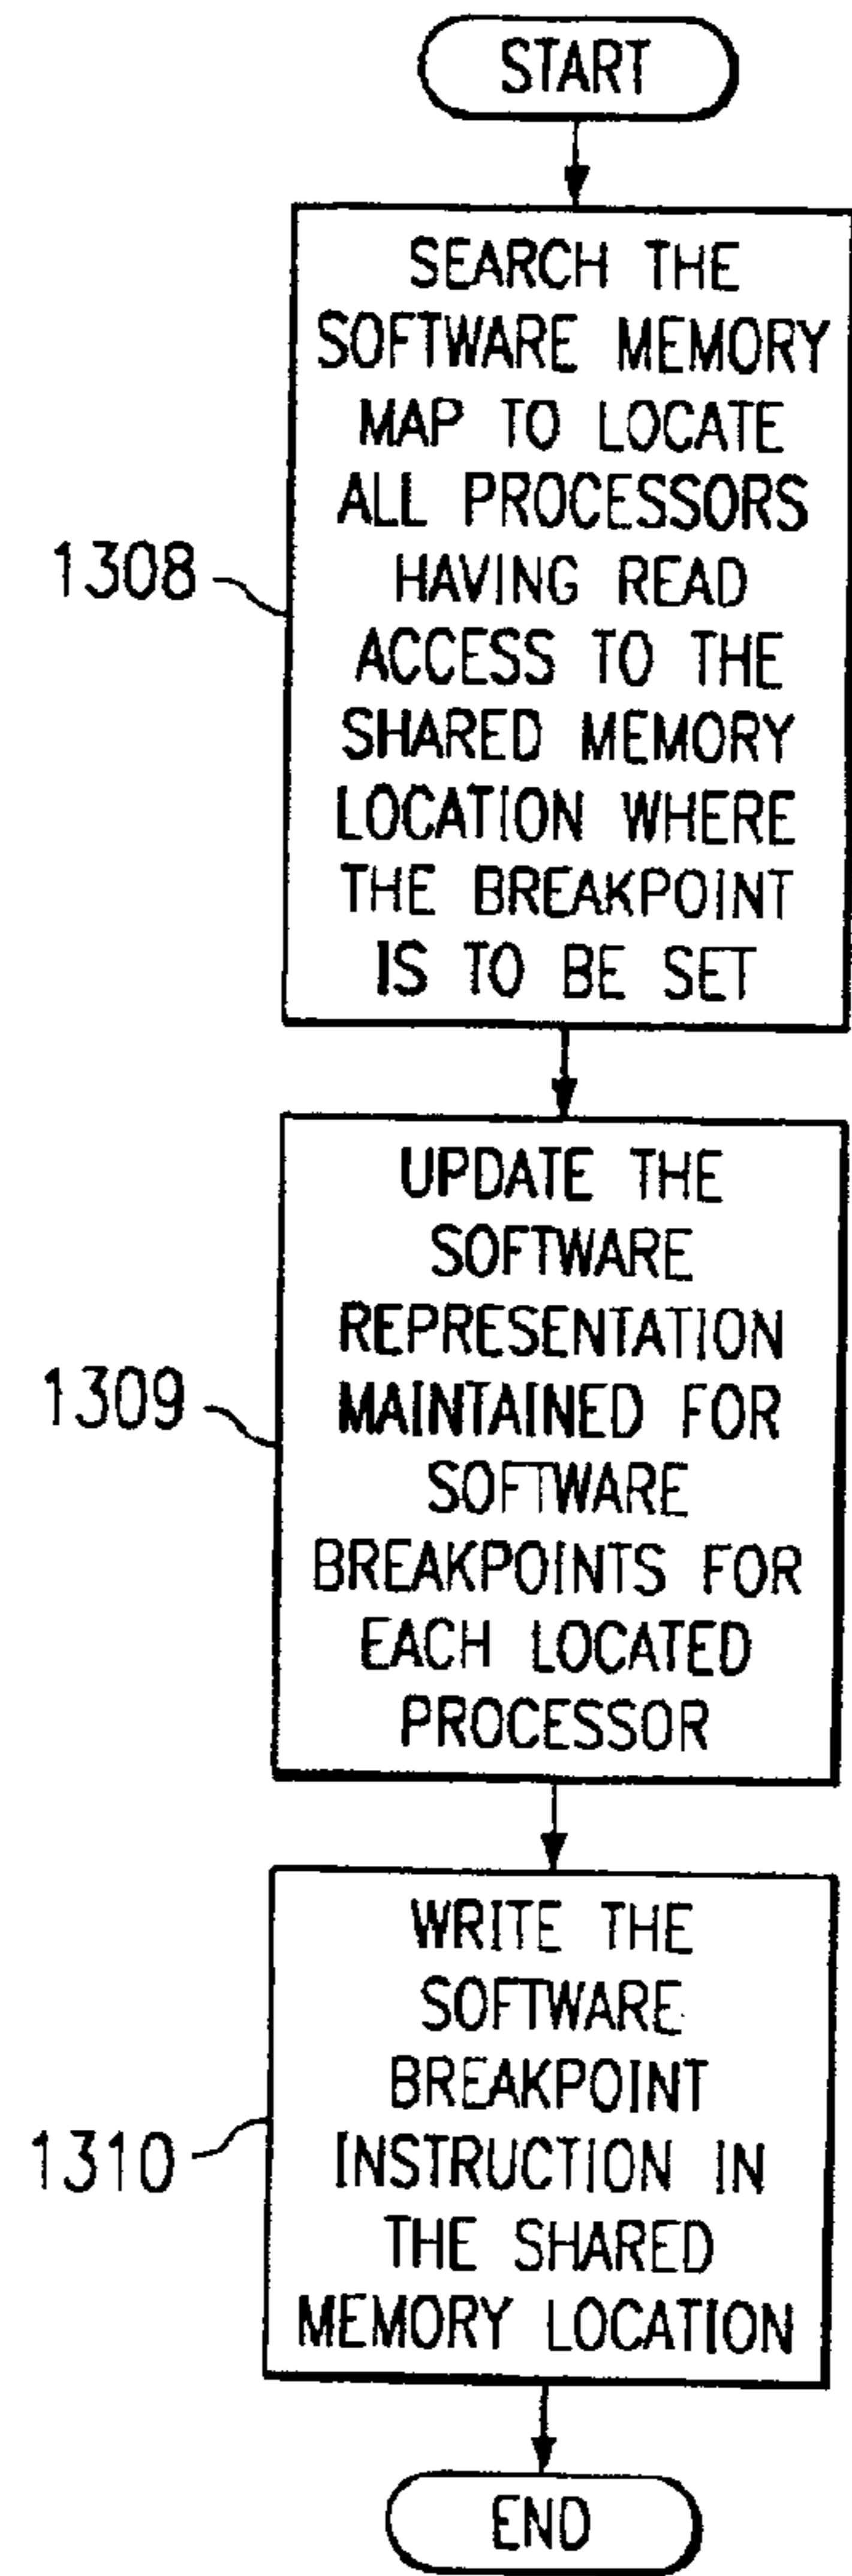 START
SEARCH THE
SOFTWARE MEMORY
MAP TO LOCATE
ALL PROCESSORS
HAVING READ
ACCESS TO THE
SHARED MEMORY
LOCATION WHERE
THE BREAKPOINT
IS TO BE SET
1308
UPDATE THE
SOFTWARE
REPRESENTATION
MAINTAINED FOR
SOFTWARE
BREAKPOINTS FOR
EACH LOCATED
PROCESSOR
1309
WRITE THE
SOFTWARE
BREAKPOINT
INSTRUCTION IN
THE SHARED
MEMORY LOCATION
1310
END